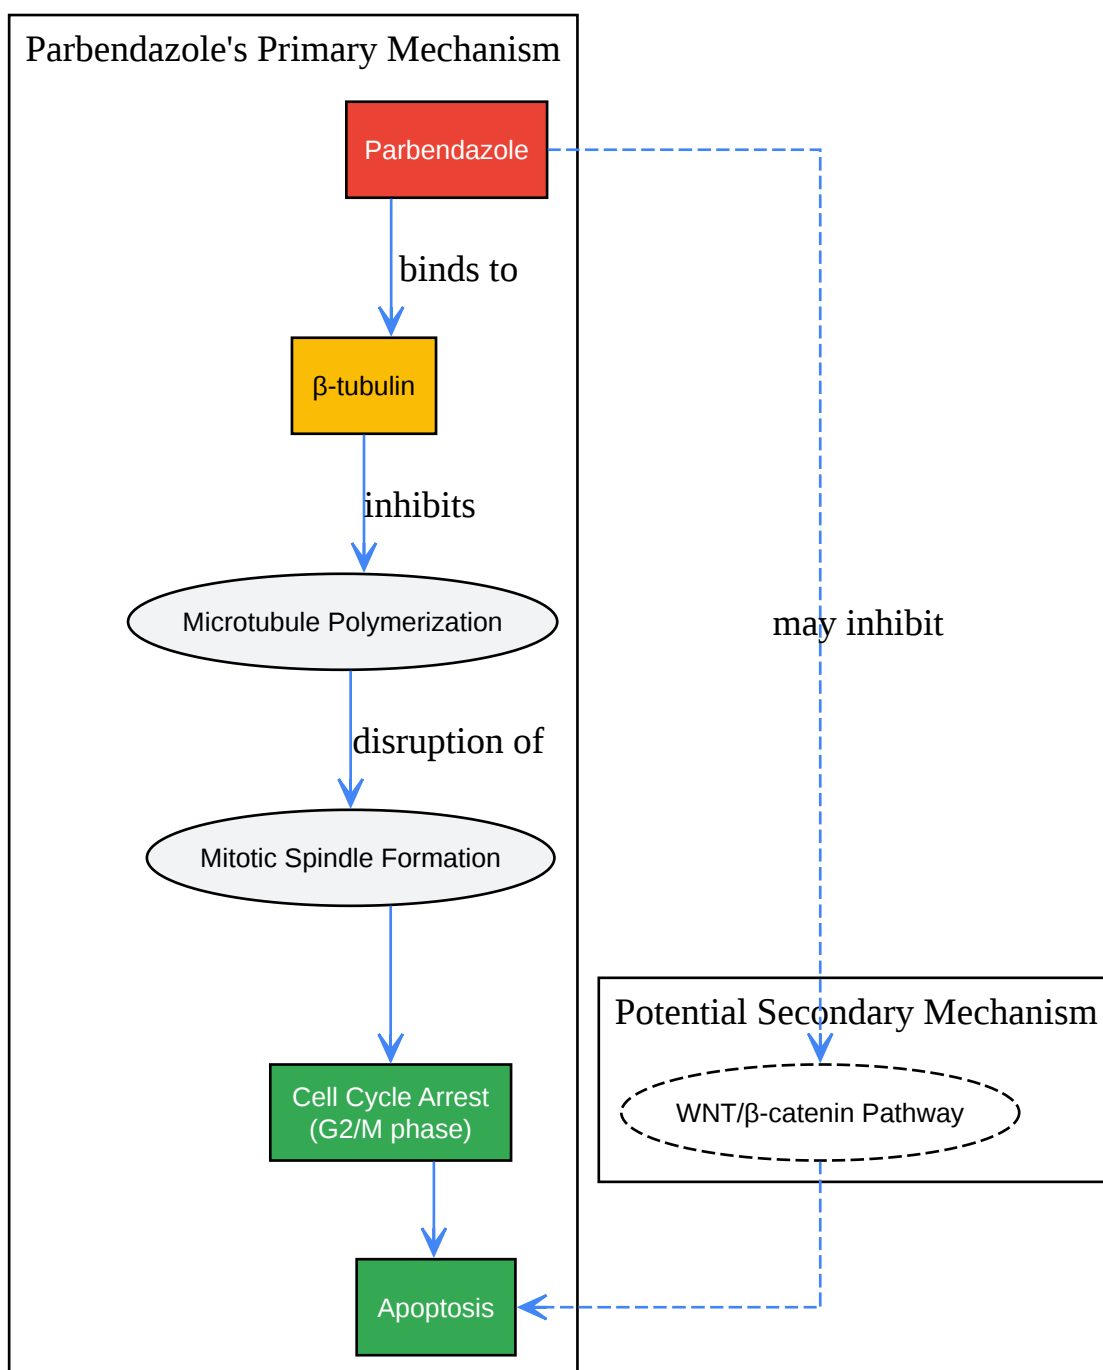 Parbendazole's Primary Mechanism
Parbendazole
binds to
β-tubulin
inhibits
Microtubule Polymerization
may inhibit
disruption of
Mitotic Spindle Formation
Potential Secondary Mechanism
Cell Cycle Arrest
(G2/M phase)
WNT/β-catenin Pathway
Apoptosis